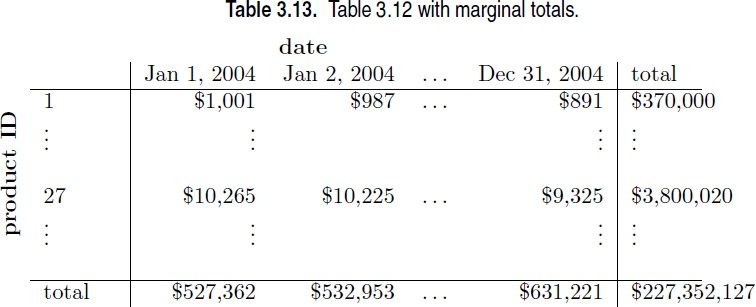 Table 3.13. Table 3.12 with marginal totals.
date
Jan 1, 2004 Jan 2, 2004 ... Dec 31, 2004 total
product ID
1 $1,001 $987 ... $891 $370,000
⋮ ⋮ ⋮ ⋮
27 $10,265 $10,225 ... $9,325 $3,800,020
⋮ ⋮ ⋮ ⋮
total $527,362 $532,953 ... $631,221 $227,352,127